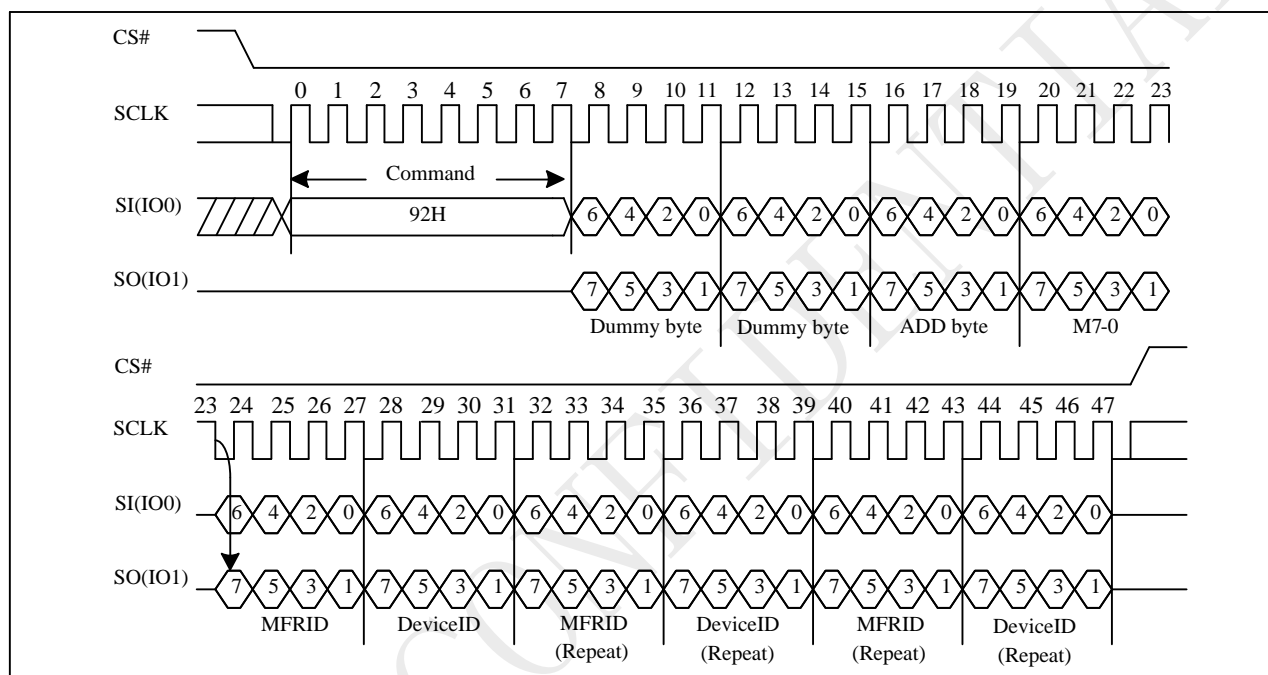 CS#
0 1 2 3 4 5 6 7 8 9 10 11 12 13 14 15 16 17 18 19 20 21 22 23
SCLK
Command
SI(IO0)
92H
6 4 2 0 6 4 2 0 6 4 2 0 6 4 2 0
SO(IO1)
7 5 3 1 7 5 3 1 7 5 3 1 7 5 3 1
Dummy byte Dummy byte ADD byte M7-0
CS#
23 24 25 26 27 28 29 30 31 32 33 34 35 36 37 38 39 40 41 42 43 44 45 46 47
SCLK
SI(IO0)
6 4 2 0 6 4 2 0 6 4 2 0 6 4 2 0 6 4 2 0 6 4 2 0
SO(IO1)
7 5 3 1 7 5 3 1 7 5 3 1 7 5 3 1 7 5 3 1 7 5 3 1
MFRID DeviceID MFRID DeviceID MFRID DeviceID
(Repeat) (Repeat) (Repeat) (Repeat)
CONFIDENTIA